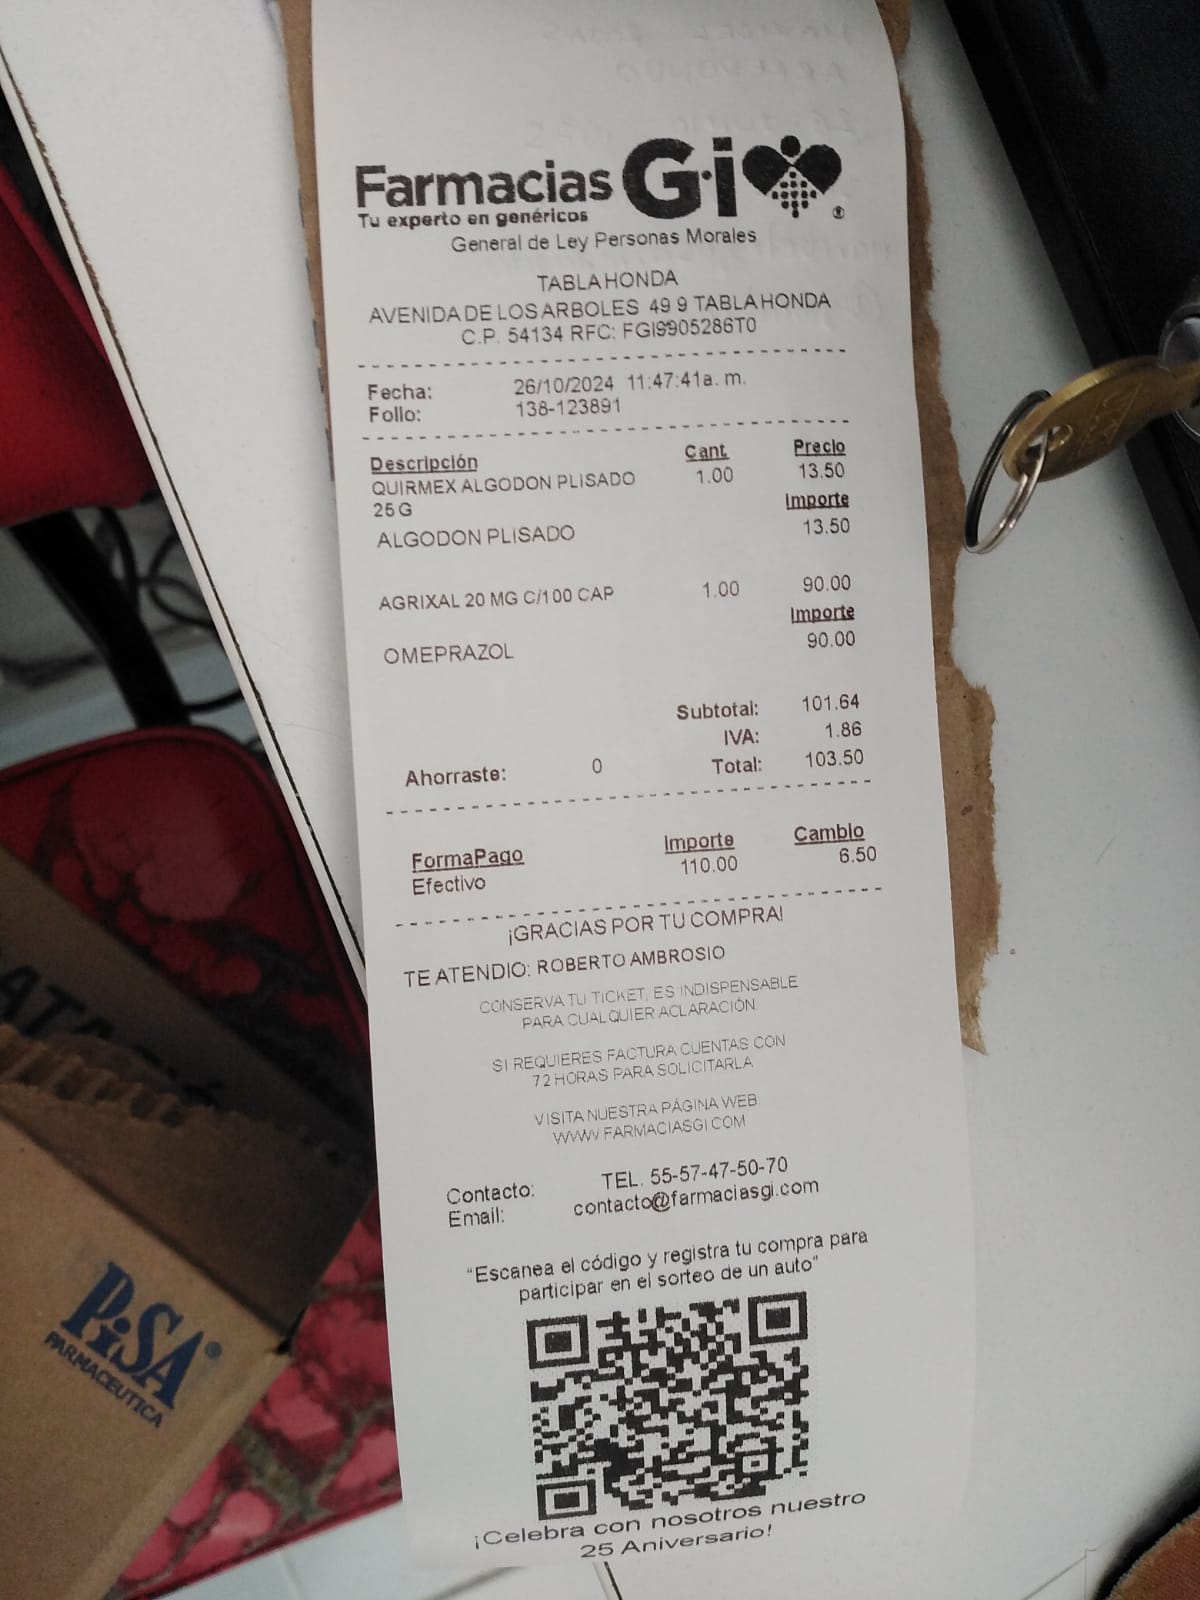 Farmacias G·i
Tu experto en genéricos
General de Ley Personas Morales
TABLA HONDA
AVENIDA DE LOS ARBOLES 49 9 TABLA HONDA
C.P. 54134 RFC: FGI9905286T0
Fecha: 26/10/2024 11:47:41a. m.
Folio: 138-123891
Descripción Cant Precio
QUIRMEX ALGODON PLISADO 1.00 13.50
25 G Importe
ALGODON PLISADO 13.50
AGRIXAL 20 MG C/100 CAP 1.00 90.00
Importe
OMEPRAZOL 90.00
Subtotal: 101.64
IVA: 1.86
Ahorraste: 0 Total: 103.50
FormaPago Importe Cambio
Efectivo 110.00 6.50
¡GRACIAS POR TU COMPRA!
TE ATENDIO: ROBERTO AMBROSIO
CONSERVA TU TICKET, ES INDISPENSABLE
PARA CUALQUIER ACLARACIÓN.
SI REQUIERES FACTURA CUENTAS CON
72 HORAS PARA SOLICITARLA
VISITA NUESTRA PÁGINA WEB
WWW.FARMACIASGI.COM
Contacto: TEL. 55-57-47-50-70
Email: contacto@farmaciasgi.com
"Escanea el código y registra tu compra para
participar en el sorteo de un auto"
¡Celebra con nosotros nuestro
25 Aniversario!
PiSA®
FARMACEUTICA